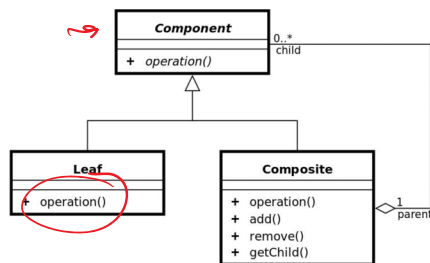 Component
+ operation()
0..*
child
Leaf
+ operation()
Composite
+ operation()
+ add()
+ remove()
+ getChild()
1
parent